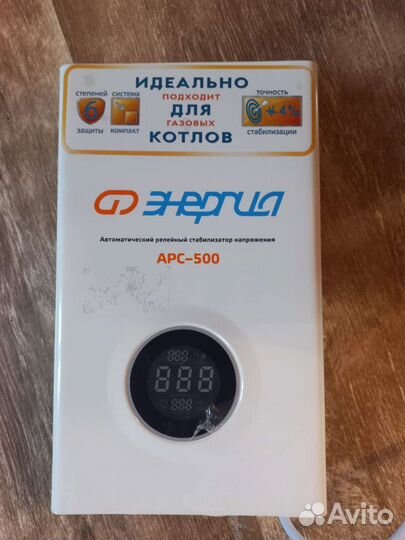 ИДЕАЛЬНО
ПОДХОДИТ
ДЛЯ
ГАЗОВЫХ
КОТЛОВ
степеней
6
защиты
система
компакт
точность
±4%
стабилизации
энергия
Автоматический релейный стабилизатор напряжения
АРС-500
888
888
888
Avito